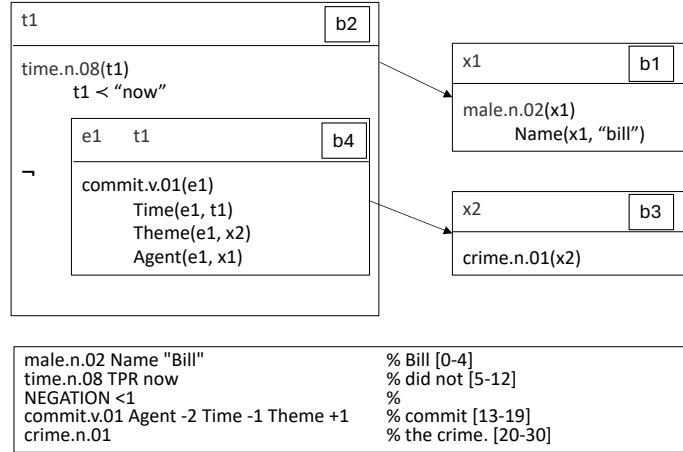 t1 b2
time.n.08(t1)
t1 ≺ “now”
¬
e1 t1 b4
commit.v.01(e1)
Time(e1, t1)
Theme(e1, x2)
Agent(e1, x1)
x1 b1
male.n.02(x1)
Name(x1, “bill”)
x2 b3
crime.n.01(x2)
male.n.02 Name "Bill" % Bill [0-4]
time.n.08 TPR now % did not [5-12]
NEGATION <1 %
commit.v.01 Agent -2 Time -1 Theme +1 % commit [13-19]
crime.n.01 % the crime. [20-30]